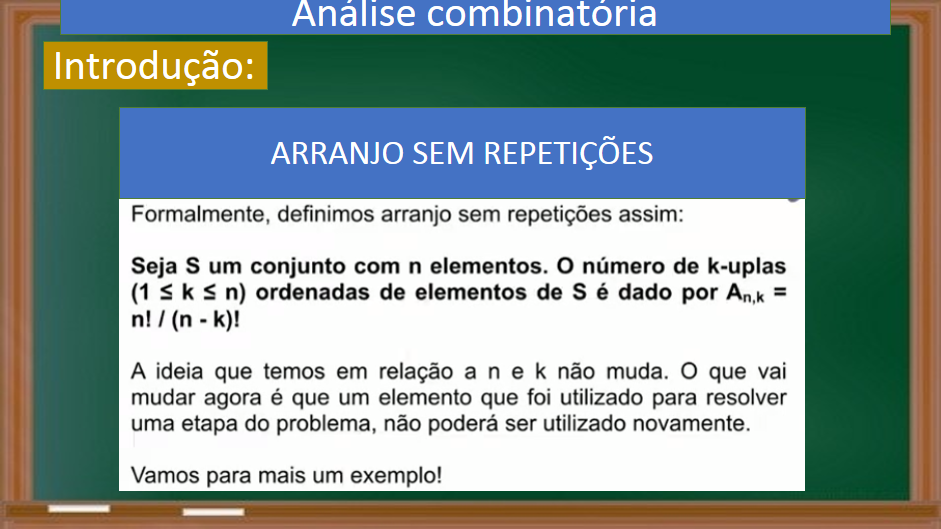 Análise combinatória
Introdução:
ARRANJO SEM REPETIÇÕES
Formalmente, definimos arranjo sem repetições assim:
Seja S um conjunto com n elementos. O número de k-uplas
(1 ≤ k ≤ n) ordenadas de elementos de S é dado por An,k =
n! / (n - k)!
A ideia que temos em relação a n e k não muda. O que vai
mudar agora é que um elemento que foi utilizado para resolver
uma etapa do problema, não poderá ser utilizado novamente.
Vamos para mais um exemplo!